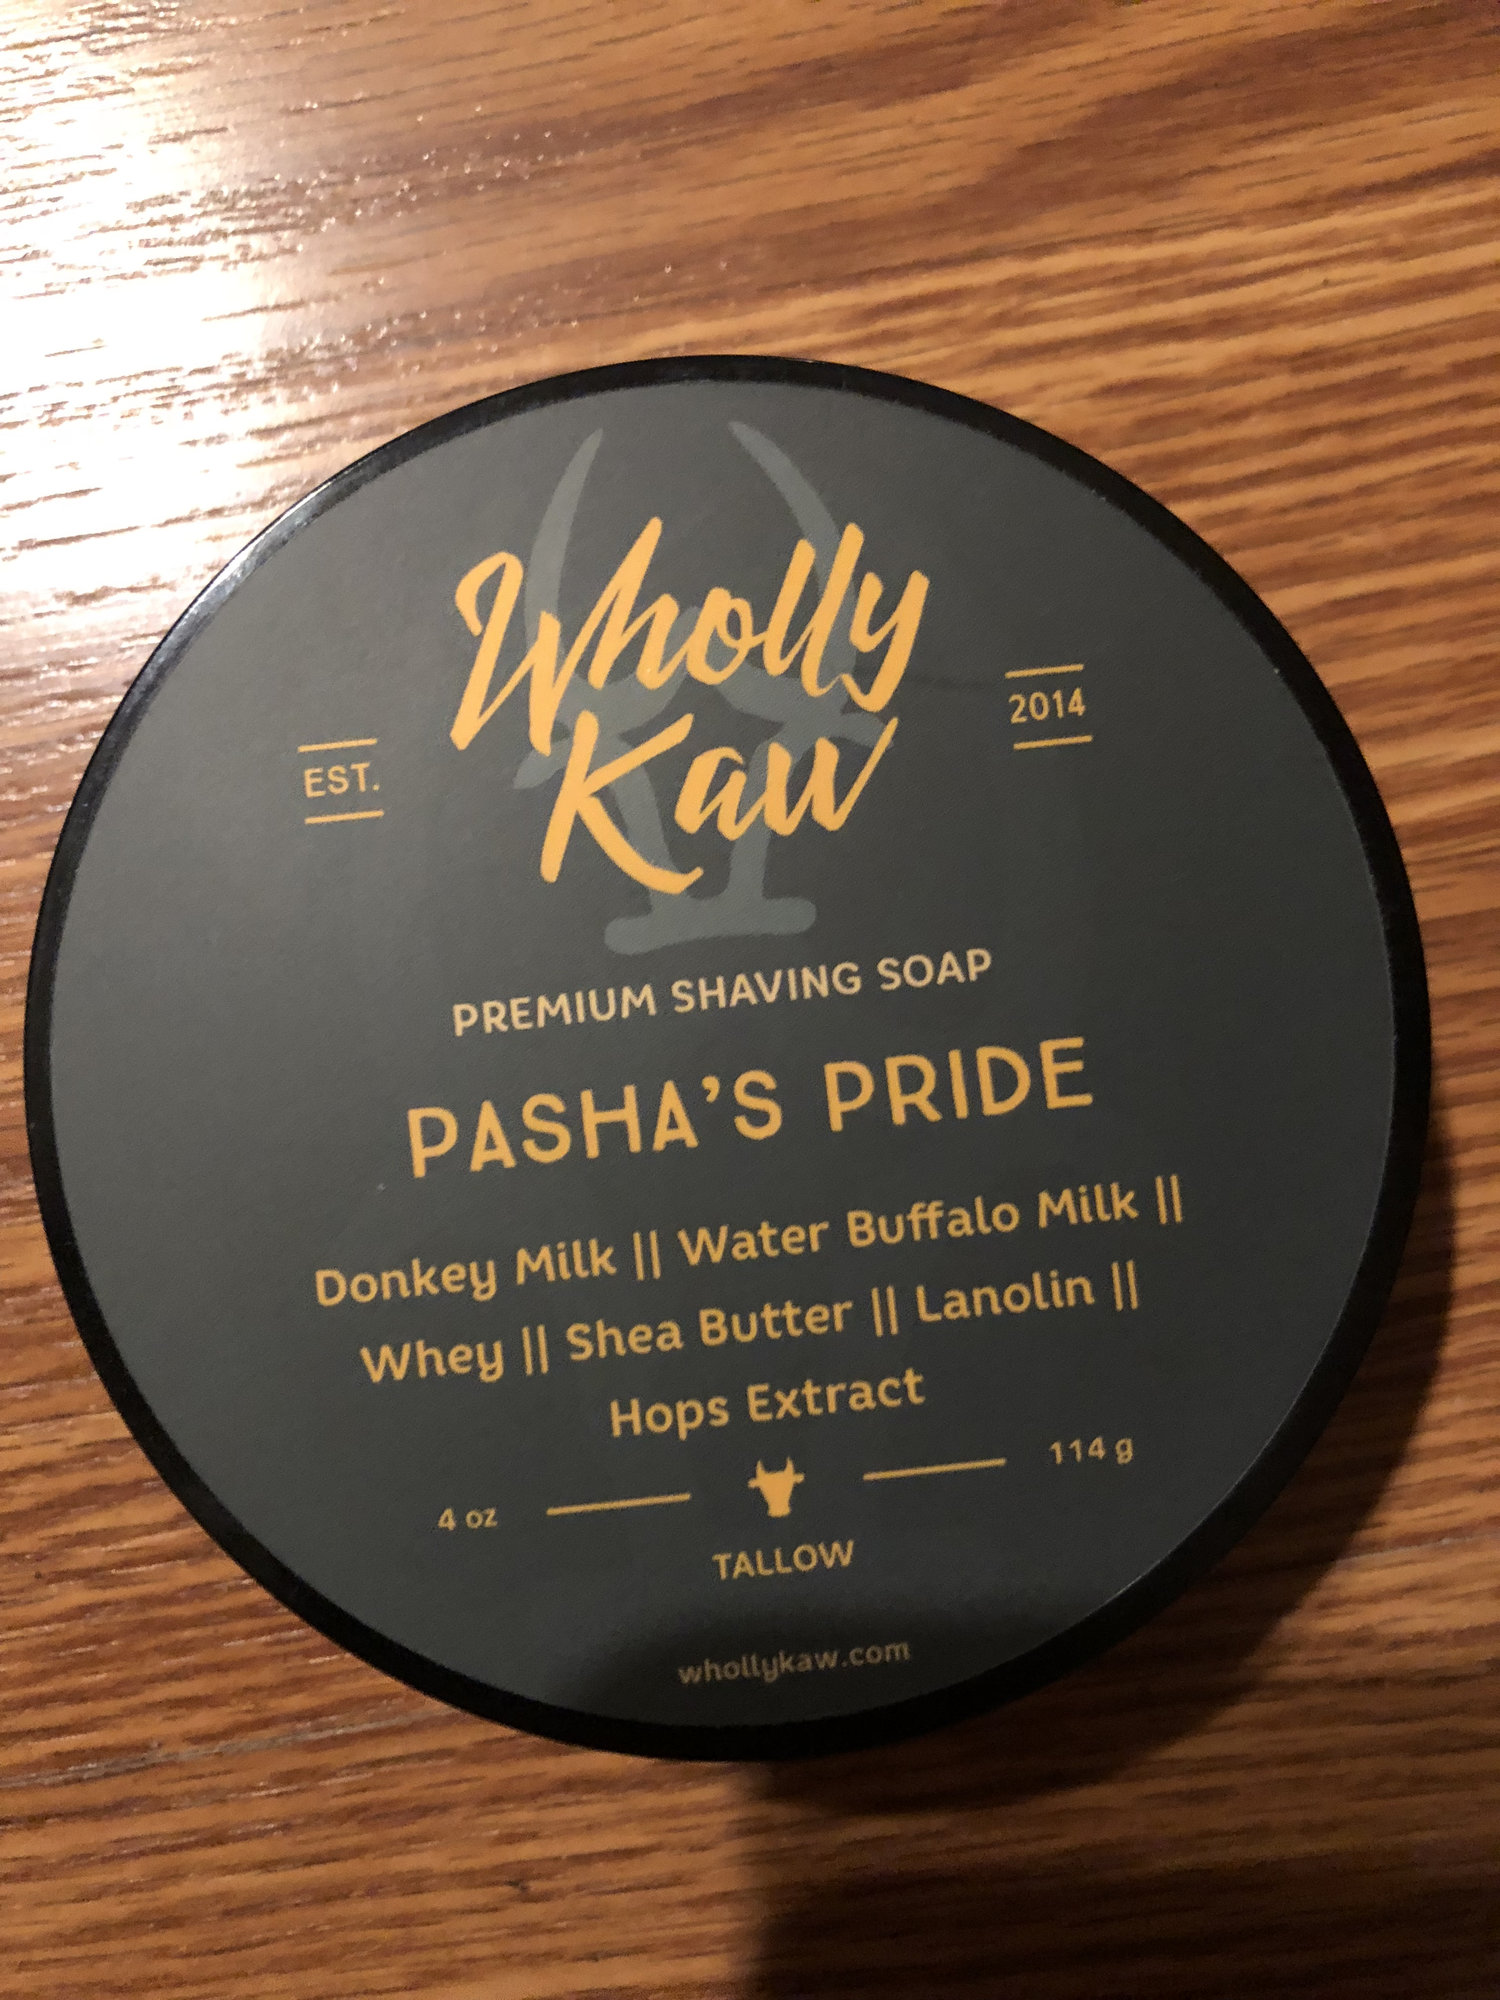 Wholly
Kaw
EST.
2014
PREMIUM SHAVING SOAP
PASHA'S PRIDE
Donkey Milk || Water Buffalo Milk ||
Whey || Shea Butter || Lanolin ||
Hops Extract
4 oz
114 g
TALLOW
whollykaw.com